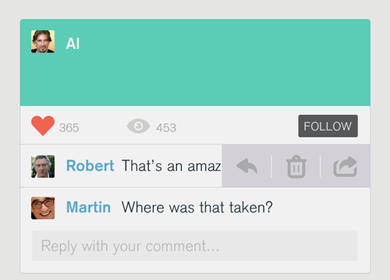 Al
365
453
FOLLOW
Robert That's an amaz
Martin Where was that taken?
Reply with your comment...